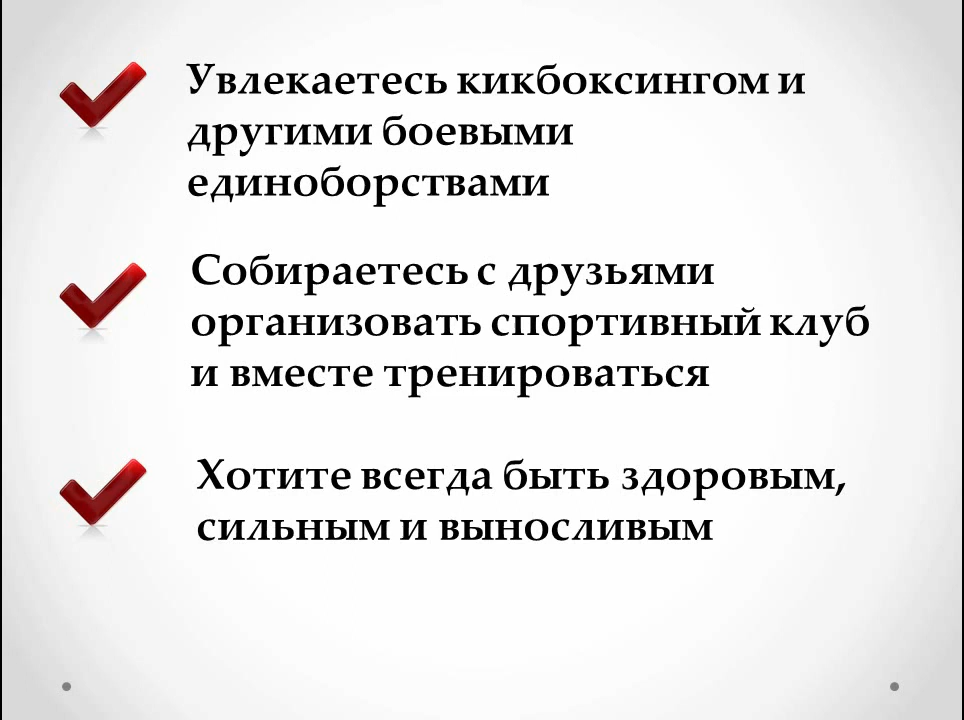 Увлекаетесь кикбоксингом и
другими боевыми
единоборствами
Собираетесь с друзьями
организовать спортивный клуб
и вместе тренироваться
Хотите всегда быть здоровым,
сильным и выносливым